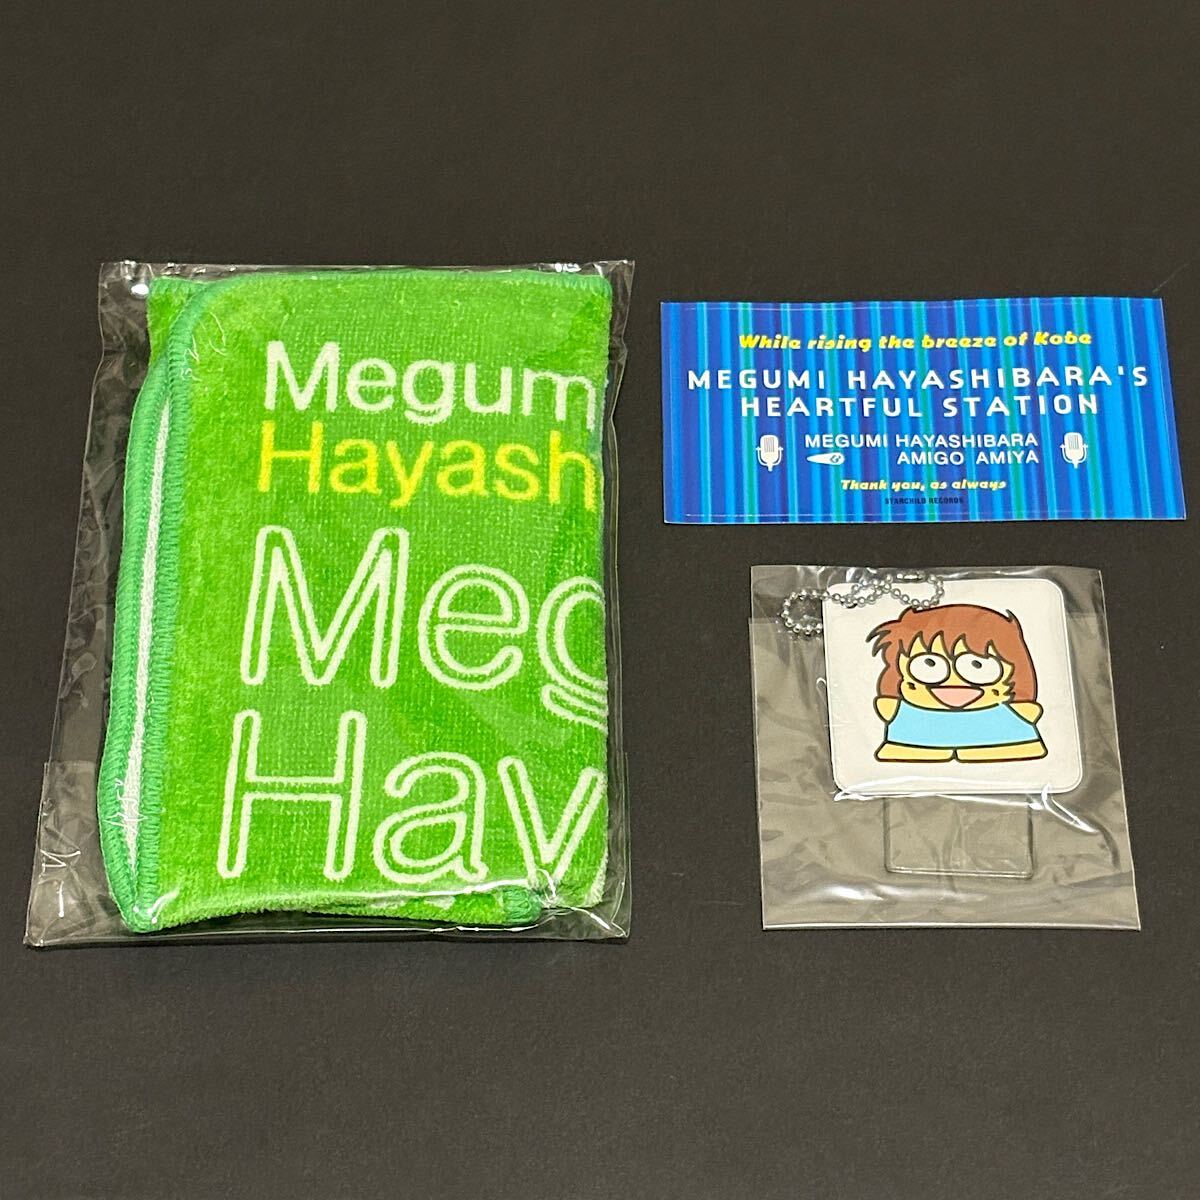 Megum
Hayash
Meg
Hay
While rising the breeze of Kobe
MEGUMI HAYASHIBARA'S
HEARTFUL STATION
MEGUMI HAYASHIBARA
AMIGO AMIYA
Thank you, as always
STARCHILD RECORDS